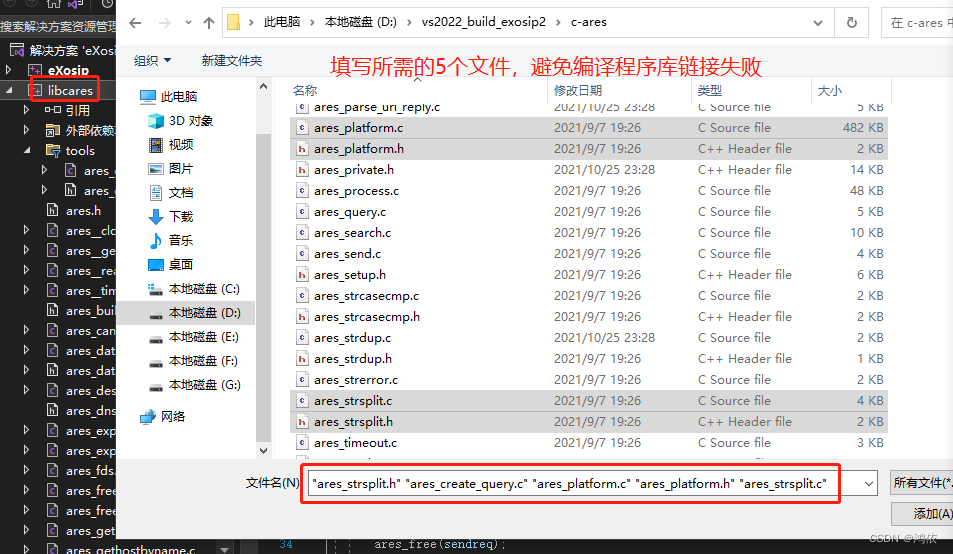 此电脑 > 本地磁盘 (D:) > vs2022_build_exosip2 > c-ares
在 c-ares 中
搜索解决方案资源管理
解决方案 'eXosip
eXosip
libcares
引用
外部依赖
tools
ares_
ares_
ares.h
ares__clo
ares__ge
ares__rea
ares__tim
ares_bui
ares_can
ares_dat
ares_dat
ares_des
ares_dns
ares_exp
ares_exp
ares_fds.
ares_free
ares_free
ares_get
ares_gethostbyname.c
组织
新建文件夹
填写所需的5个文件，避免编译程序库链接失败
此电脑
3D 对象
视频
图片
文档
下载
音乐
桌面
本地磁盘 (C:)
本地磁盘 (D:)
本地磁盘 (E:)
本地磁盘 (F:)
本地磁盘 (G:)
网络
名称 修改日期 类型 大小
ares_parse_uri_reply.c 2021/10/25 23:28 C Source file 5 KB
ares_platform.c 2021/9/7 19:26 C Source file 482 KB
ares_platform.h 2021/9/7 19:26 C++ Header file 2 KB
ares_private.h 2021/10/25 23:28 C++ Header file 14 KB
ares_process.c 2021/9/7 19:26 C Source file 48 KB
ares_query.c 2021/9/7 19:26 C Source file 5 KB
ares_search.c 2021/9/7 19:26 C Source file 10 KB
ares_send.c 2021/9/7 19:26 C Source file 4 KB
ares_setup.h 2021/9/7 19:26 C++ Header file 6 KB
ares_strcasecmp.c 2021/9/7 19:26 C Source file 2 KB
ares_strcasecmp.h 2021/9/7 19:26 C++ Header file 2 KB
ares_strdup.c 2021/10/25 23:28 C Source file 2 KB
ares_strdup.h 2021/9/7 19:26 C++ Header file 1 KB
ares_strerror.c 2021/9/7 19:26 C Source file 2 KB
ares_strsplit.c 2021/9/7 19:26 C Source file 4 KB
ares_strsplit.h 2021/9/7 19:26 C++ Header file 2 KB
ares_timeout.c 2021/9/7 19:26 C Source file 3 KB
文件名(N)
"ares_strsplit.h" "ares_create_query.c" "ares_platform.c" "ares_platform.h" "ares_strsplit.c"
所有文件(*.
添加(A)
34 ares_free(sendreq);
CSDN @鸿依